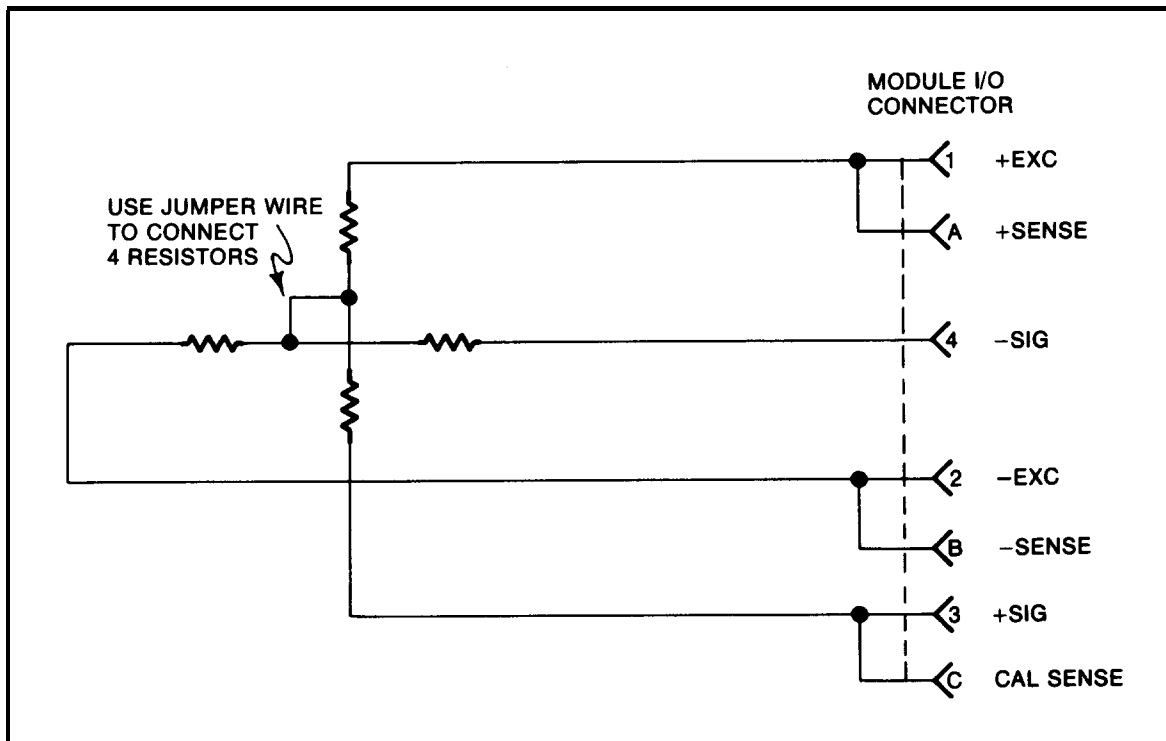 MODULE I/O
CONNECTOR
1 +EXC
USE JUMPER WIRE
TO CONNECT
4 RESISTORS
A +SENSE
4 −SIG
2 −EXC
B −SENSE
3 +SIG
C CAL SENSE